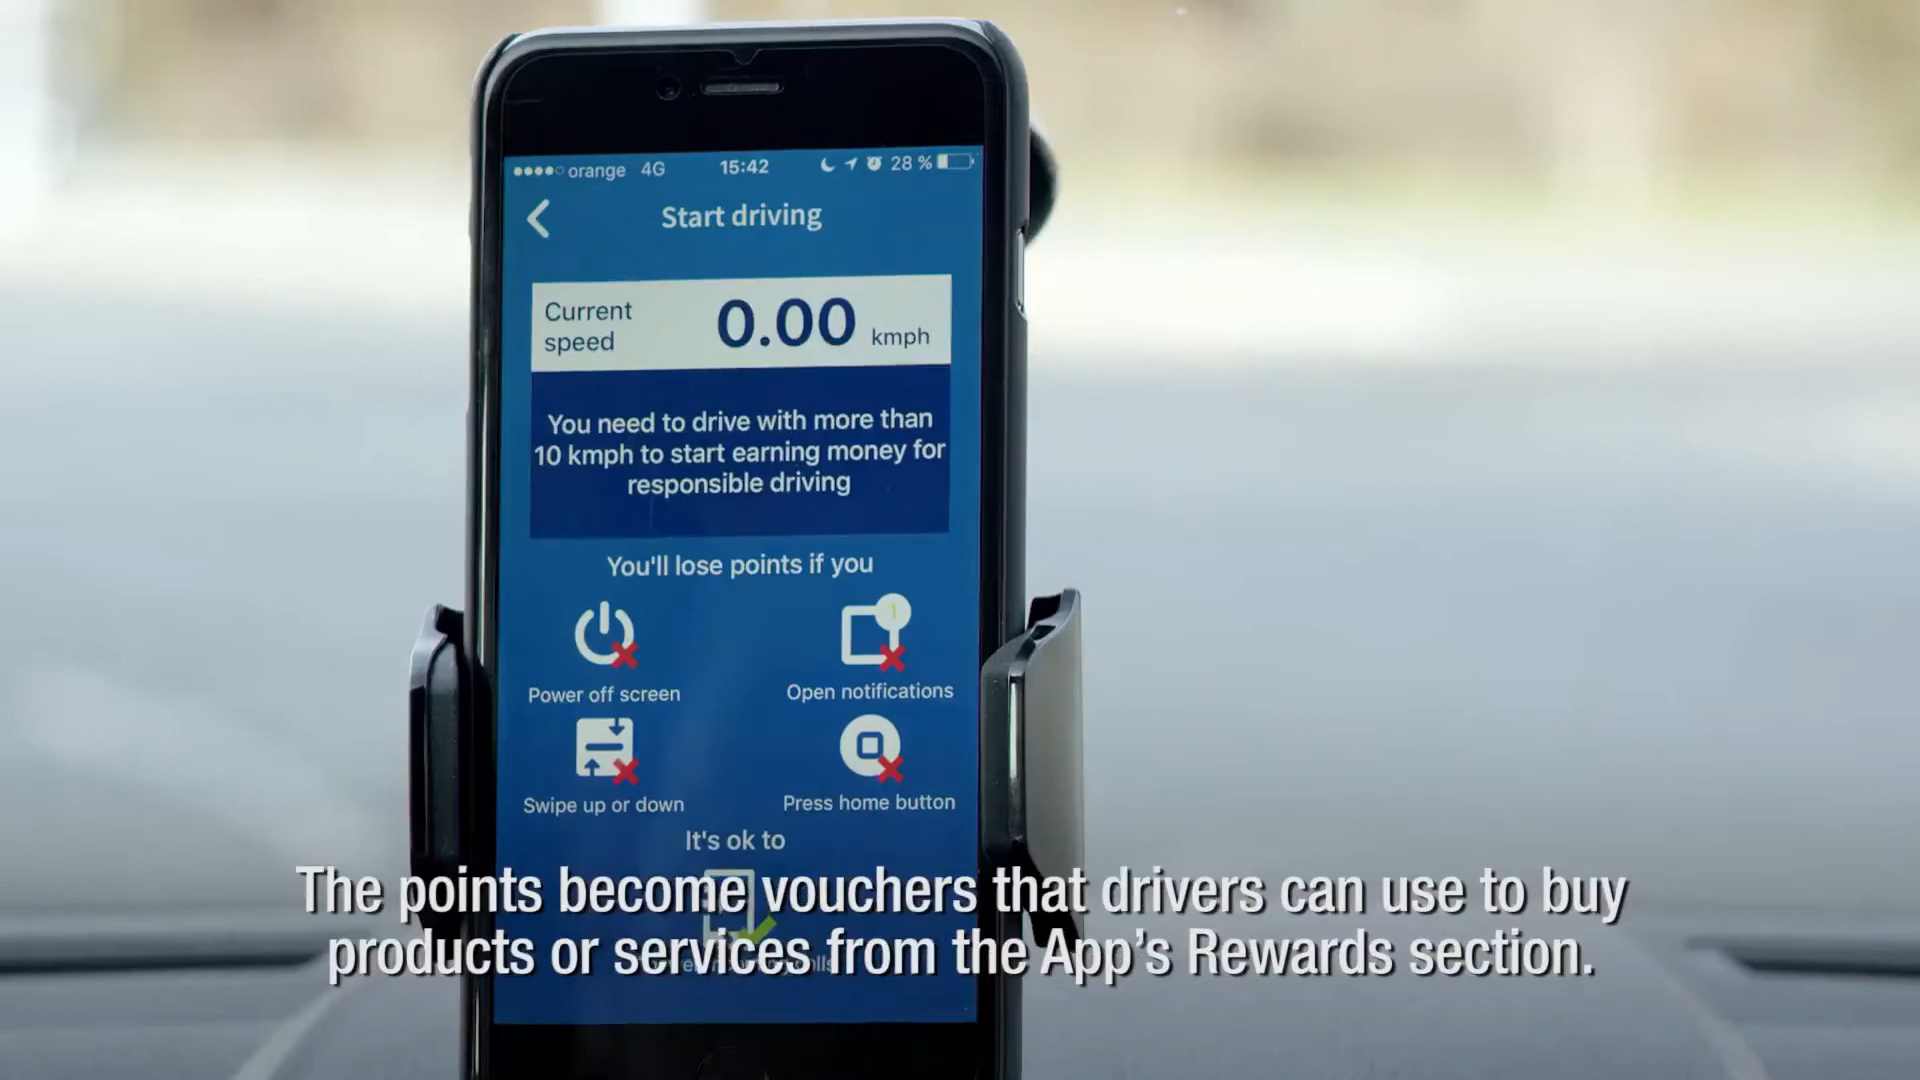 orange 4G 15:42 28 %
Start driving
Current
speed
0.00 kmph
You need to drive with more than
10 kmph to start earning money for
responsible driving
You'll lose points if you
1
Power off screen
Open notifications
Swipe up or down
Press home button
It's ok to
The points become vouchers that drivers can use to buy
products or services from the App's Rewards section.